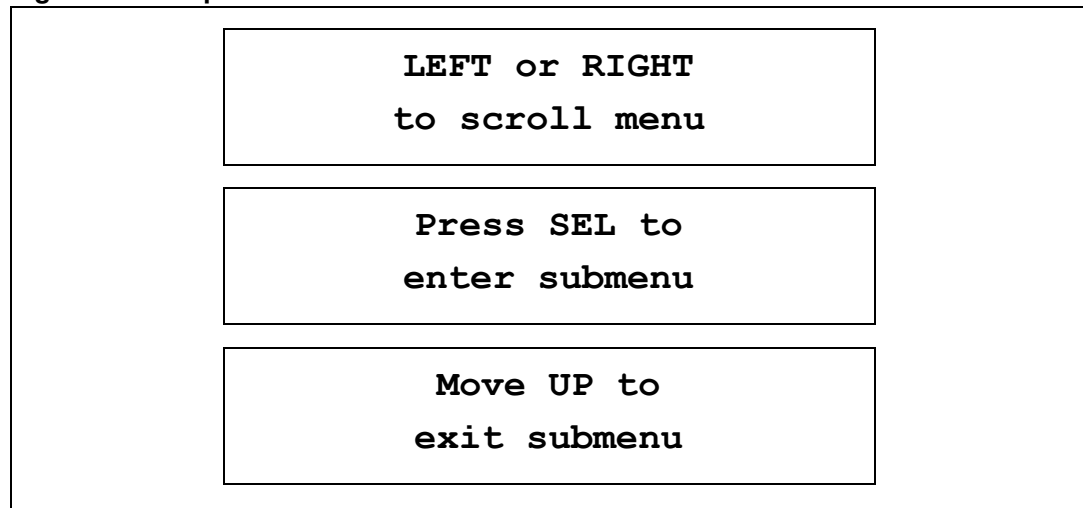 LEFT or RIGHT
to scroll menu
Press SEL to
enter submenu
Move UP to
exit submenu